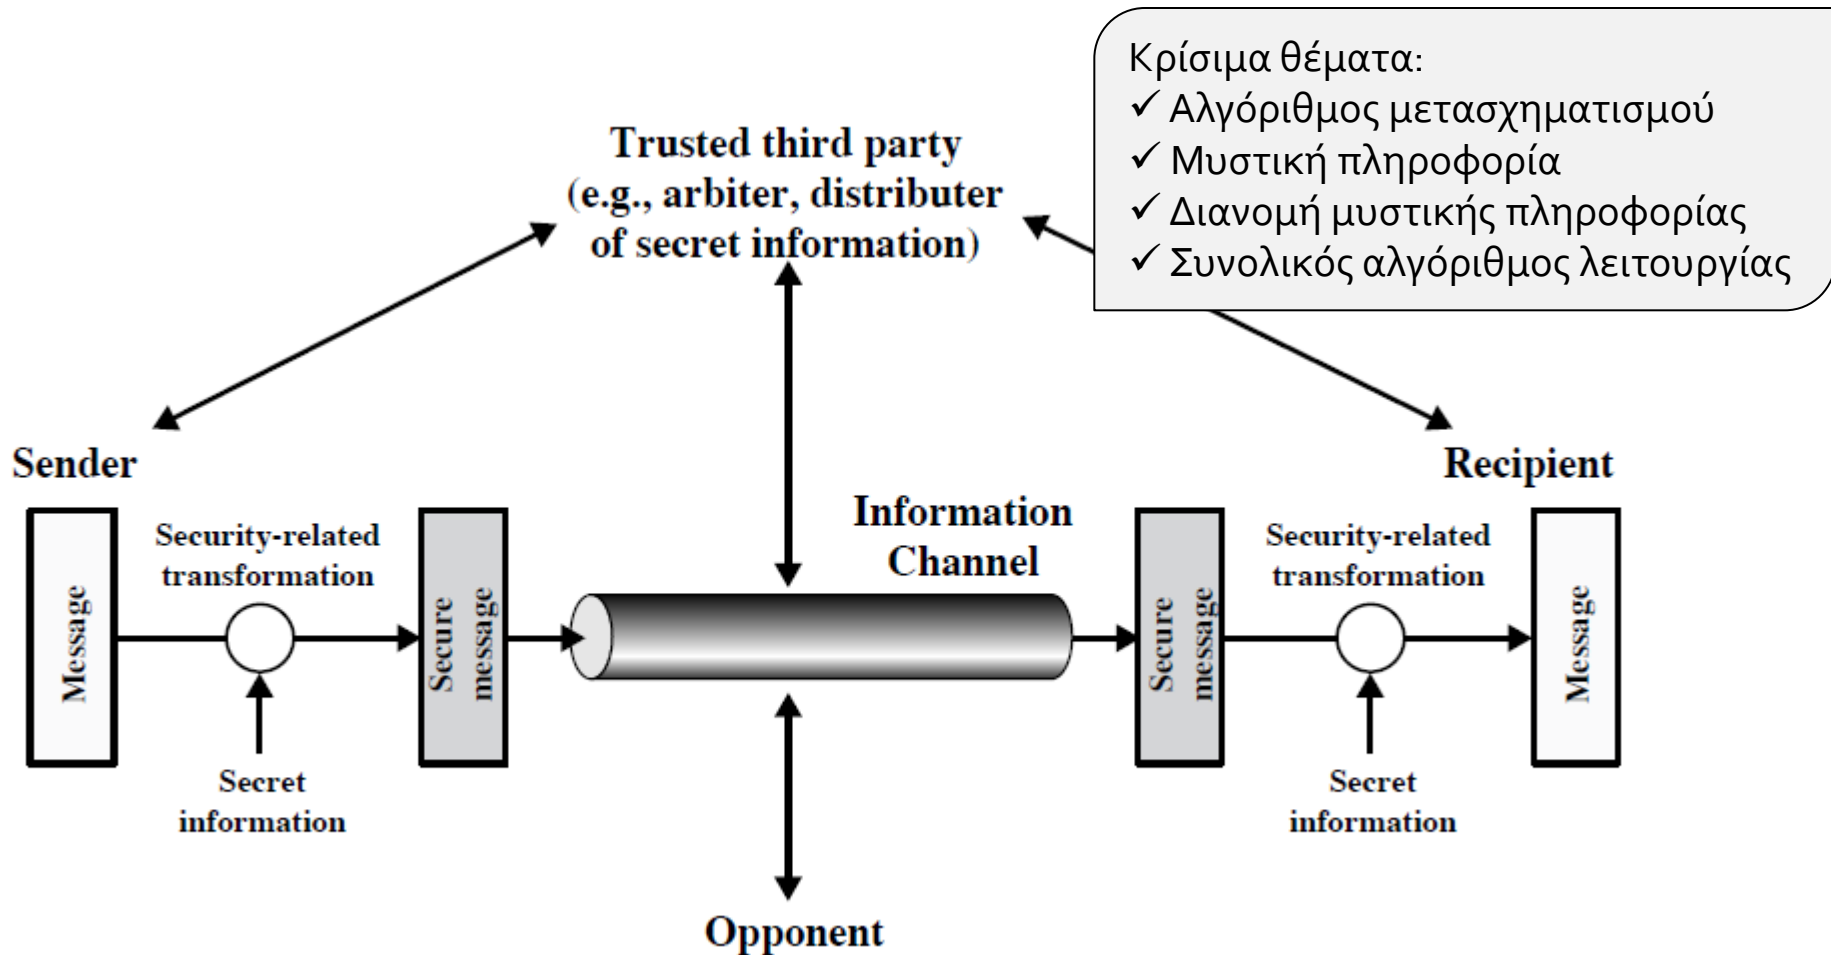 Κρίσιμα θέματα:
✓ Αλγόριθμος μετασχηματισμού
✓ Μυστική πληροφορία
✓ Διανομή μυστικής πληροφορίας
✓ Συνολικός αλγόριθμος λειτουργίας
Trusted third party
(e.g., arbiter, distributer
of secret information)
Sender
Recipient
Message
Security-related
transformation
Secret
information
Secure
message
Information
Channel
Secure
message
Security-related
transformation
Secret
information
Message
Opponent